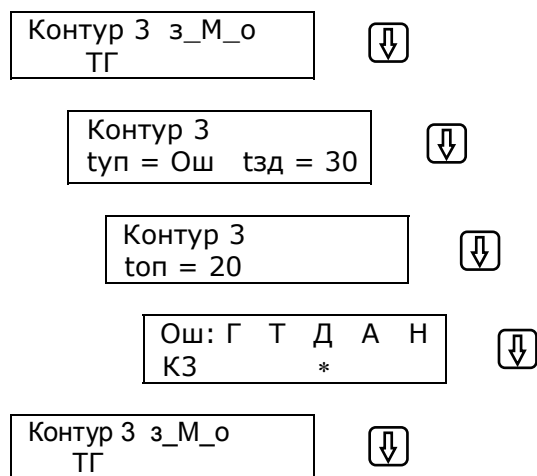 Контур 3 з_М_о
ТГ
Контур 3
tуп = Ош tзд = 30
Контур 3
tоп = 20
Ош: Г Т Д А Н
К3 *
Контур 3 з_М_о
ТГ